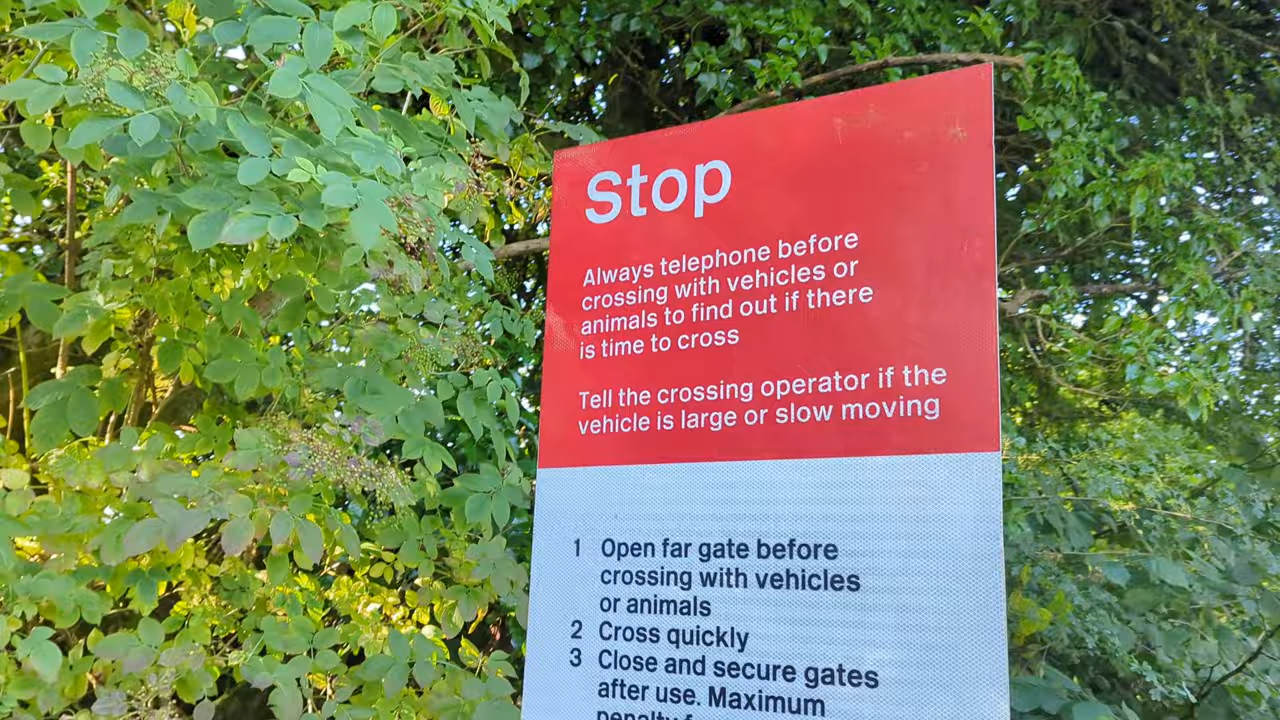 Stop
Always telephone before
crossing with vehicles or
animals to find out if there
is time to cross
Tell the crossing operator if the
vehicle is large or slow moving
1 Open far gate before
crossing with vehicles
or animals
2 Cross quickly
3 Close and secure gates
after use. Maximum
penalty